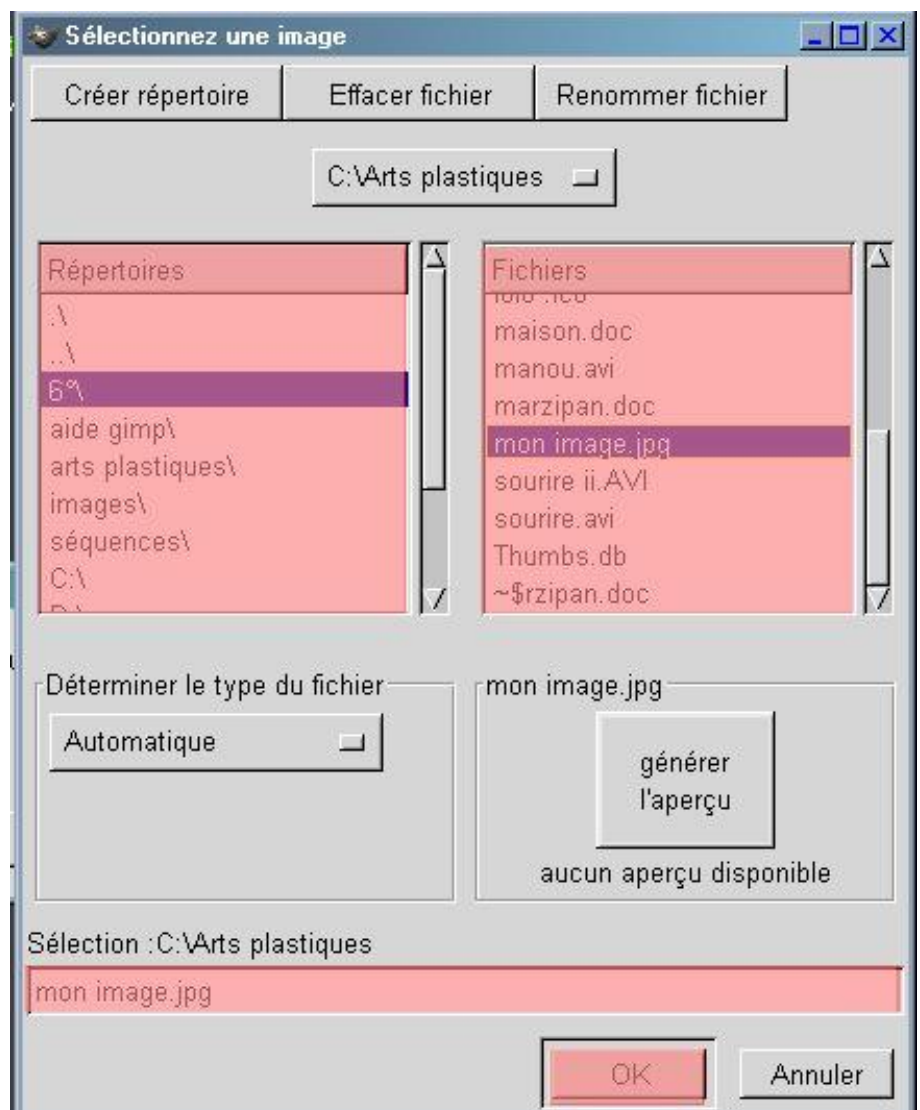 Sélectionnez une image
Créer répertoire
Effacer fichier
Renommer fichier
C:\Arts plastiques
Répertoires
.\
..\
6°\
aide gimp\
arts plastiques\
images\
séquences\
C:\
Fichiers
maison.doc
manou.avi
marzipan.doc
mon image.jpg
sourire ii.AVI
sourire.avi
Thumbs.db
~$rzipan.doc
Déterminer le type du fichier
Automatique
mon image.jpg
générer
l'aperçu
aucun aperçu disponible
Sélection :C:\Arts plastiques
mon image.jpg
OK
Annuler